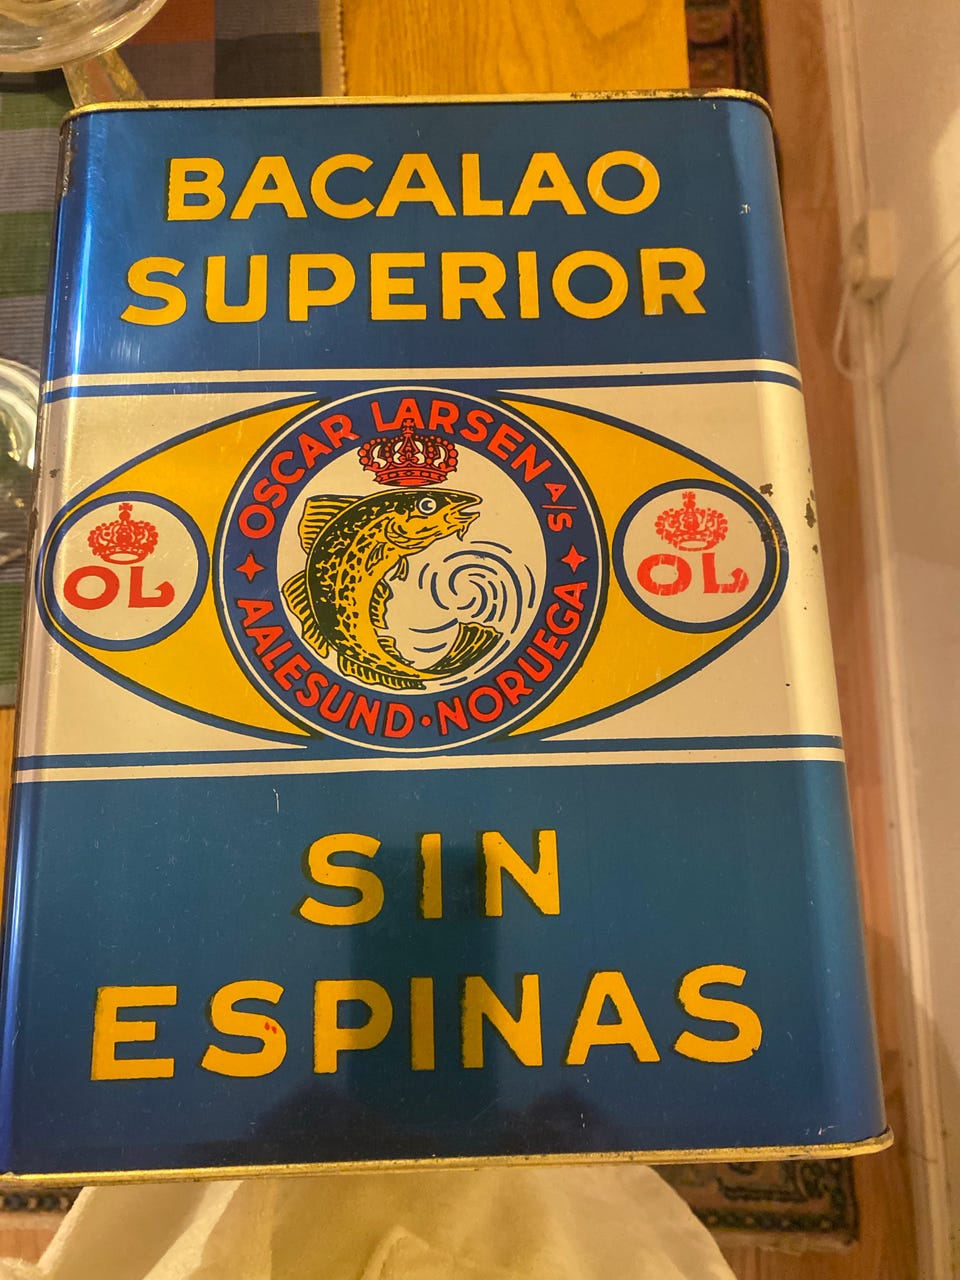 BACALAO
SUPERIOR
OSCAR LARSEN A/S
AALESUND · NORUEGA
OL
OL
SIN
ESPINAS